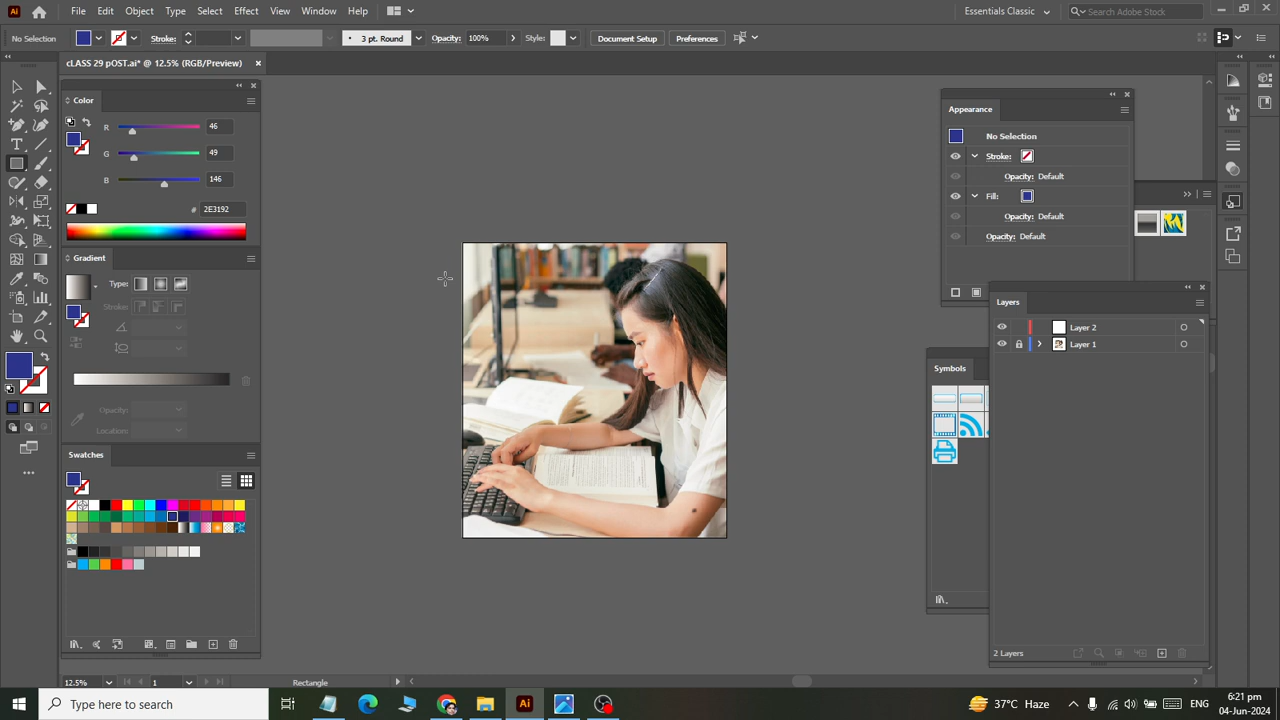 Ai File Edit Object Type Select Effect View Window Help Essentials Classic Search Adobe Stock
No Selection Stroke: 3 pt. Round Opacity: 100% Style: Document Setup Preferences
cLASS 29 pOST.ai* @ 12.5% (RGB/Preview)
Color
R 46
G 49
B 146
# 2E3192
Gradient
Type:
Stroke:
Opacity:
Location:
Swatches
Appearance
No Selection
Stroke:
Opacity: Default
Fill:
Opacity: Default
Opacity: Default
Symbols
Layers
Layer 2
Layer 1
2 Layers
12.5% 1 Rectangle
Type here to search
Ai
37°C Haze ENG
6:21 pm
04-Jun-2024